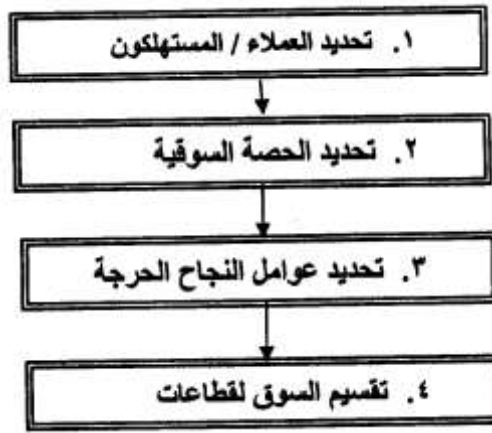 ١. تحديد العملاء / المستهلكون
٢. تحديد الحصة السوقية
٣. تحديد عوامل النجاح الحرجة
٤. تقسيم السوق لقطاعات